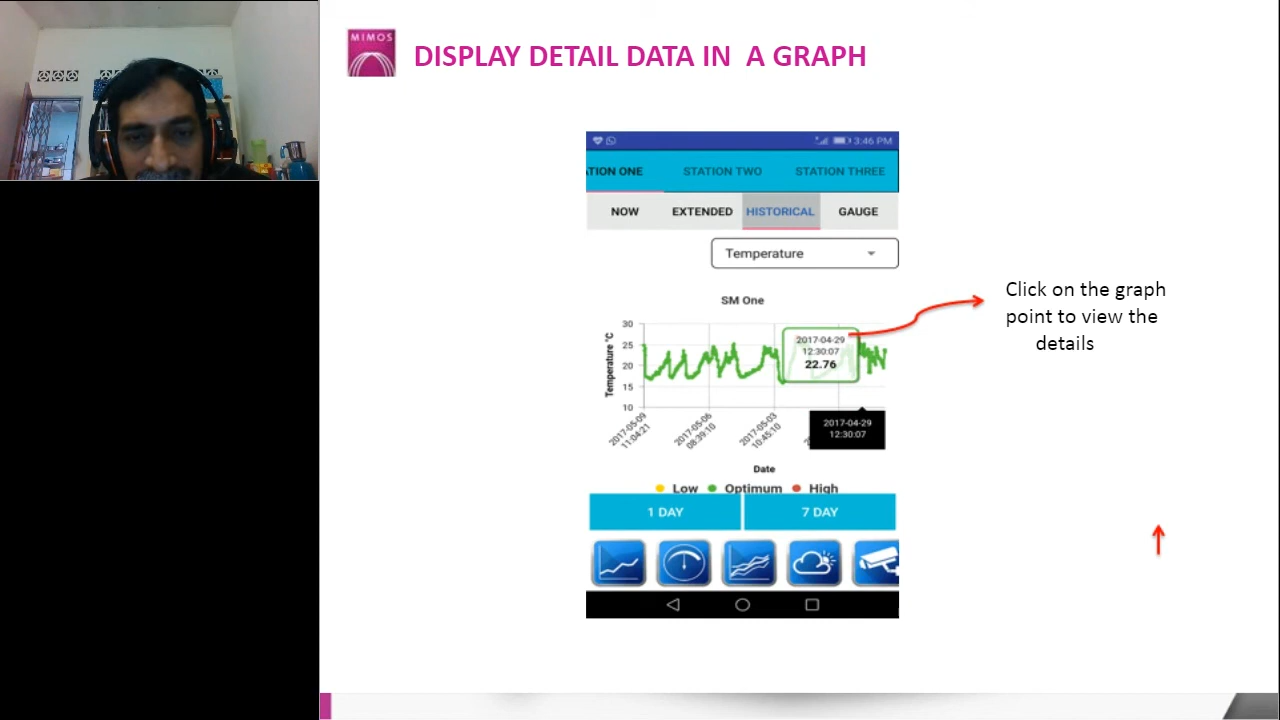 MIMOS
DISPLAY DETAIL DATA IN A GRAPH
3:46 PM
ATION ONE STATION TWO STATION THREE
NOW EXTENDED HISTORICAL GAUGE
Temperature
SM One
Click on the graph
point to view the
details
Temperature °C
30
25
20
15
10
2017-04-29
12:30:07
22.76
2017-05-09
11:04:21
2017-05-06
08:39:10
2017-05-03
10:45:10
2017-04-29
12:30:07
Date
Low Optimum High
1 DAY 7 DAY